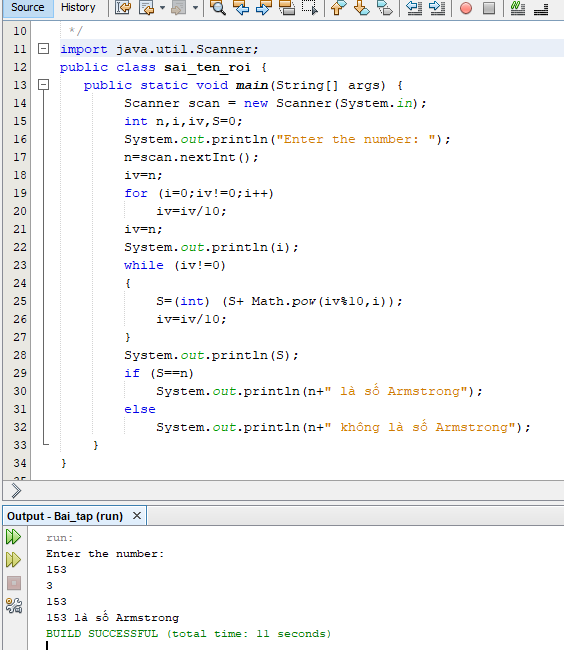 Source History
10 */
11 import java.util.Scanner;
12 public class sai_ten_roi {
13 public static void main(String[] args) {
14 Scanner scan = new Scanner(System.in);
15 int n,i,iv,S=0;
16 System.out.println("Enter the number: ");
17 n=scan.nextInt();
18 iv=n;
19 for (i=0;iv!=0;i++)
20 iv=iv/10;
21 iv=n;
22 System.out.println(i);
23 while (iv!=0)
24 {
25 S=(int) (S+ Math.pow(iv%10,i));
26 iv=iv/10;
27 }
28 System.out.println(S);
29 if (S==n)
30 System.out.println(n+" là số Armstrong");
31 else
32 System.out.println(n+" không là số Armstrong");
33 }
34 }
Output - Bai_tap (run) ×
run:
Enter the number:
153
3
153
153 là số Armstrong
BUILD SUCCESSFUL (total time: 11 seconds)